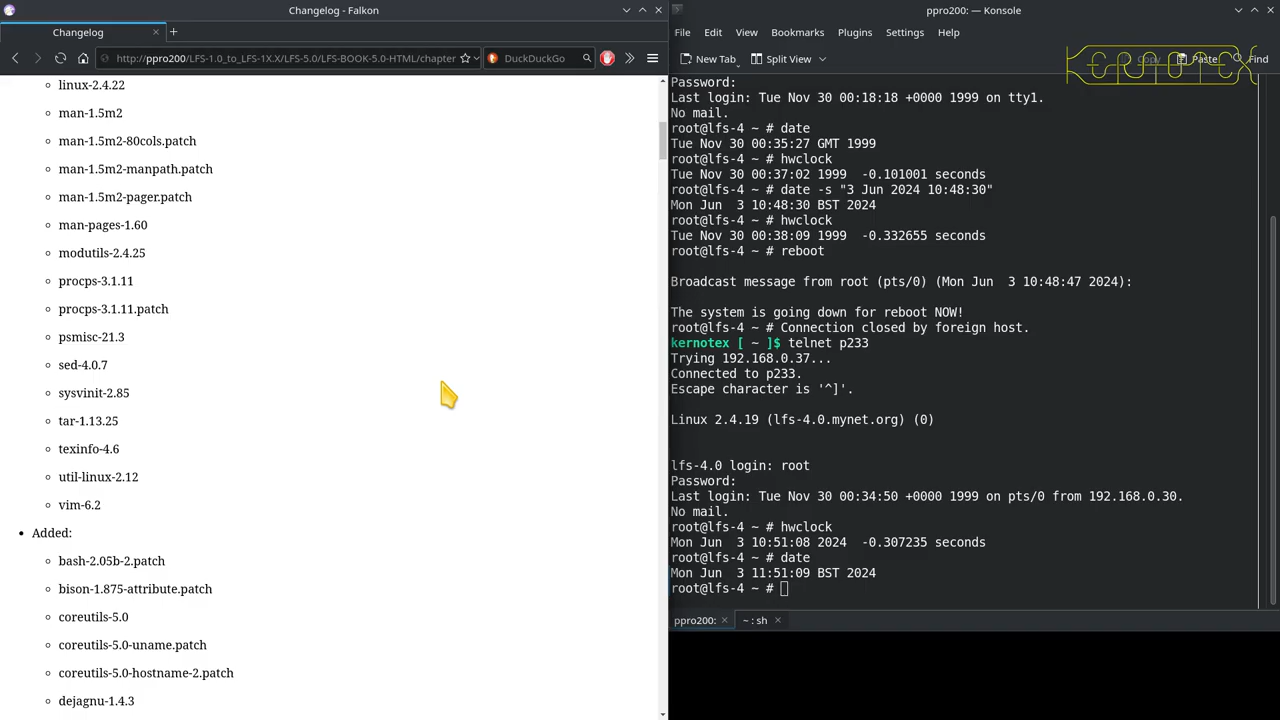 Changelog - Falkon
Changelog
http://ppro200/LFS-1.0_to_LFS-1X.X/LFS-5.0/LFS-BOOK-5.0-HTML/chapter
DuckDuckGo
linux-2.4.22
man-1.5m2
man-1.5m2-80cols.patch
man-1.5m2-manpath.patch
man-1.5m2-pager.patch
man-pages-1.60
modutils-2.4.25
procps-3.1.11
procps-3.1.11.patch
psmisc-21.3
sed-4.0.7
sysvinit-2.85
tar-1.13.25
texinfo-4.6
util-linux-2.12
vim-6.2
Added:
bash-2.05b-2.patch
bison-1.875-attribute.patch
coreutils-5.0
coreutils-5.0-uname.patch
coreutils-5.0-hostname-2.patch
dejagnu-1.4.3
ppro200: — Konsole
File Edit View Bookmarks Plugins Settings Help
New Tab Split View Copy Paste Find
KERNOTEX
Password:
Last login: Tue Nov 30 00:18:18 +0000 1999 on tty1.
No mail.
root@lfs-4 ~ # date
Tue Nov 30 00:35:27 GMT 1999
root@lfs-4 ~ # hwclock
Tue Nov 30 00:37:02 1999  -0.101001 seconds
root@lfs-4 ~ # date -s "3 Jun 2024 10:48:30"
Mon Jun  3 10:48:30 BST 2024
root@lfs-4 ~ # hwclock
Tue Nov 30 00:38:09 1999  -0.332655 seconds
root@lfs-4 ~ # reboot
Broadcast message from root (pts/0) (Mon Jun  3 10:48:47 2024):
The system is going down for reboot NOW!
root@lfs-4 ~ # Connection closed by foreign host.
kernotex [ ~ ]$ telnet p233
Trying 192.168.0.37...
Connected to p233.
Escape character is '^]'.
Linux 2.4.19 (lfs-4.0.mynet.org) (0)
lfs-4.0 login: root
Password:
Last login: Tue Nov 30 00:34:50 +0000 1999 on pts/0 from 192.168.0.30.
No mail.
root@lfs-4 ~ # hwclock
Mon Jun  3 10:51:08 2024  -0.307235 seconds
root@lfs-4 ~ # date
Mon Jun  3 11:51:09 BST 2024
root@lfs-4 ~ #
ppro200: ~ : sh